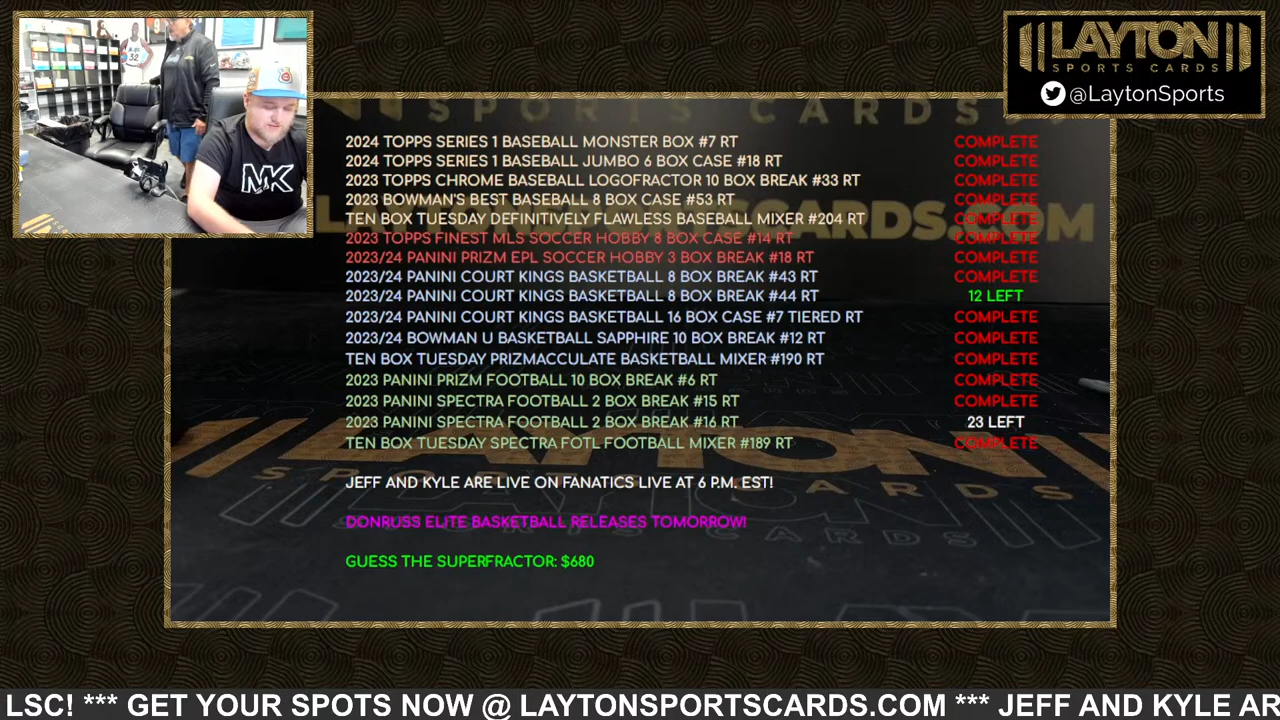 LAYTON
SPORTS CARDS
@LaytonSports
SPORTS CARDS
2024 TOPPS SERIES 1 BASEBALL MONSTER BOX #7 RT COMPLETE
2024 TOPPS SERIES 1 BASEBALL JUMBO 6 BOX CASE #18 RT COMPLETE
2023 TOPPS CHROME BASEBALL LOGOFRACTOR 10 BOX BREAK #33 RT COMPLETE
2023 BOWMAN'S BEST BASEBALL 8 BOX CASE #53 RT COMPLETE
TEN BOX TUESDAY DEFINITIVELY FLAWLESS BASEBALL MIXER #204 RT COMPLETE
2023 TOPPS FINEST MLS SOCCER HOBBY 8 BOX CASE #14 RT COMPLETE
2023/24 PANINI PRIZM EPL SOCCER HOBBY 3 BOX BREAK #18 RT COMPLETE
2023/24 PANINI COURT KINGS BASKETBALL 8 BOX BREAK #43 RT COMPLETE
2023/24 PANINI COURT KINGS BASKETBALL 8 BOX BREAK #44 RT 12 LEFT
2023/24 PANINI COURT KINGS BASKETBALL 16 BOX CASE #7 TIERED RT COMPLETE
2023/24 BOWMAN U BASKETBALL SAPPHIRE 10 BOX BREAK #12 RT COMPLETE
TEN BOX TUESDAY PRIZMACCULATE BASKETBALL MIXER #190 RT COMPLETE
2023 PANINI PRIZM FOOTBALL 10 BOX BREAK #6 RT COMPLETE
2023 PANINI SPECTRA FOOTBALL 2 BOX BREAK #15 RT COMPLETE
2023 PANINI SPECTRA FOOTBALL 2 BOX BREAK #16 RT 23 LEFT
TEN BOX TUESDAY SPECTRA FOTL FOOTBALL MIXER #189 RT COMPLETE
JEFF AND KYLE ARE LIVE ON FANATICS LIVE AT 6 P.M. EST!
DONRUSS ELITE BASKETBALL RELEASES TOMORROW!
GUESS THE SUPERFRACTOR: $680
MK
32
LSC! *** GET YOUR SPOTS NOW @ LAYTONSPORTSCARDS.COM *** JEFF AND KYLE AR